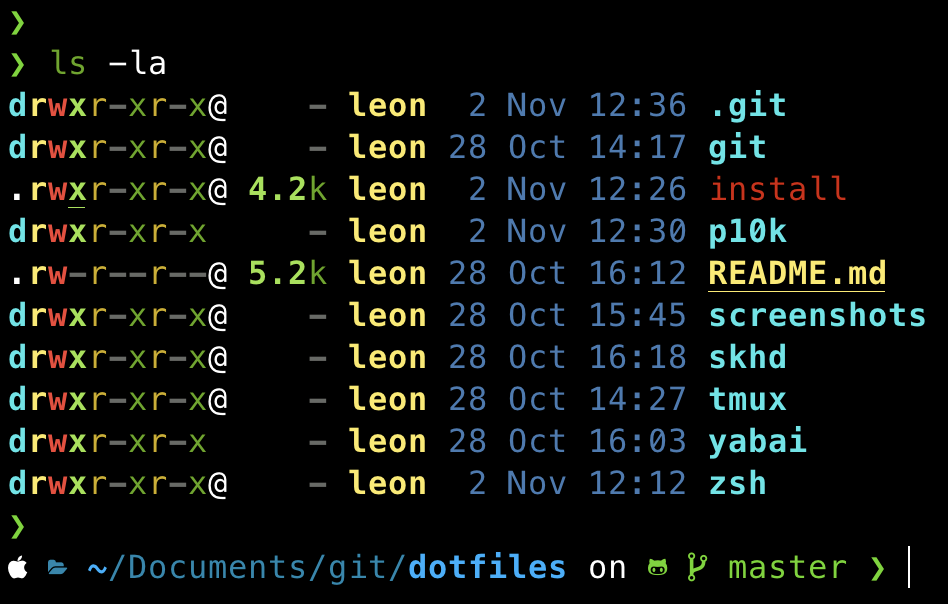 ❯
❯ ls -la
drwxr-xr-x@    - leon  2 Nov 12:36 .git
drwxr-xr-x@    - leon 28 Oct 14:17 git
.rwxr-xr-x@ 4.2k leon  2 Nov 12:26 install
drwxr-xr-x     - leon  2 Nov 12:30 p10k
.rw-r--r--@ 5.2k leon 28 Oct 16:12 README.md
drwxr-xr-x@    - leon 28 Oct 15:45 screenshots
drwxr-xr-x@    - leon 28 Oct 16:18 skhd
drwxr-xr-x@    - leon 28 Oct 14:27 tmux
drwxr-xr-x     - leon 28 Oct 16:03 yabai
drwxr-xr-x@    - leon  2 Nov 12:12 zsh
❯
~/Documents/git/dotfiles on master ❯